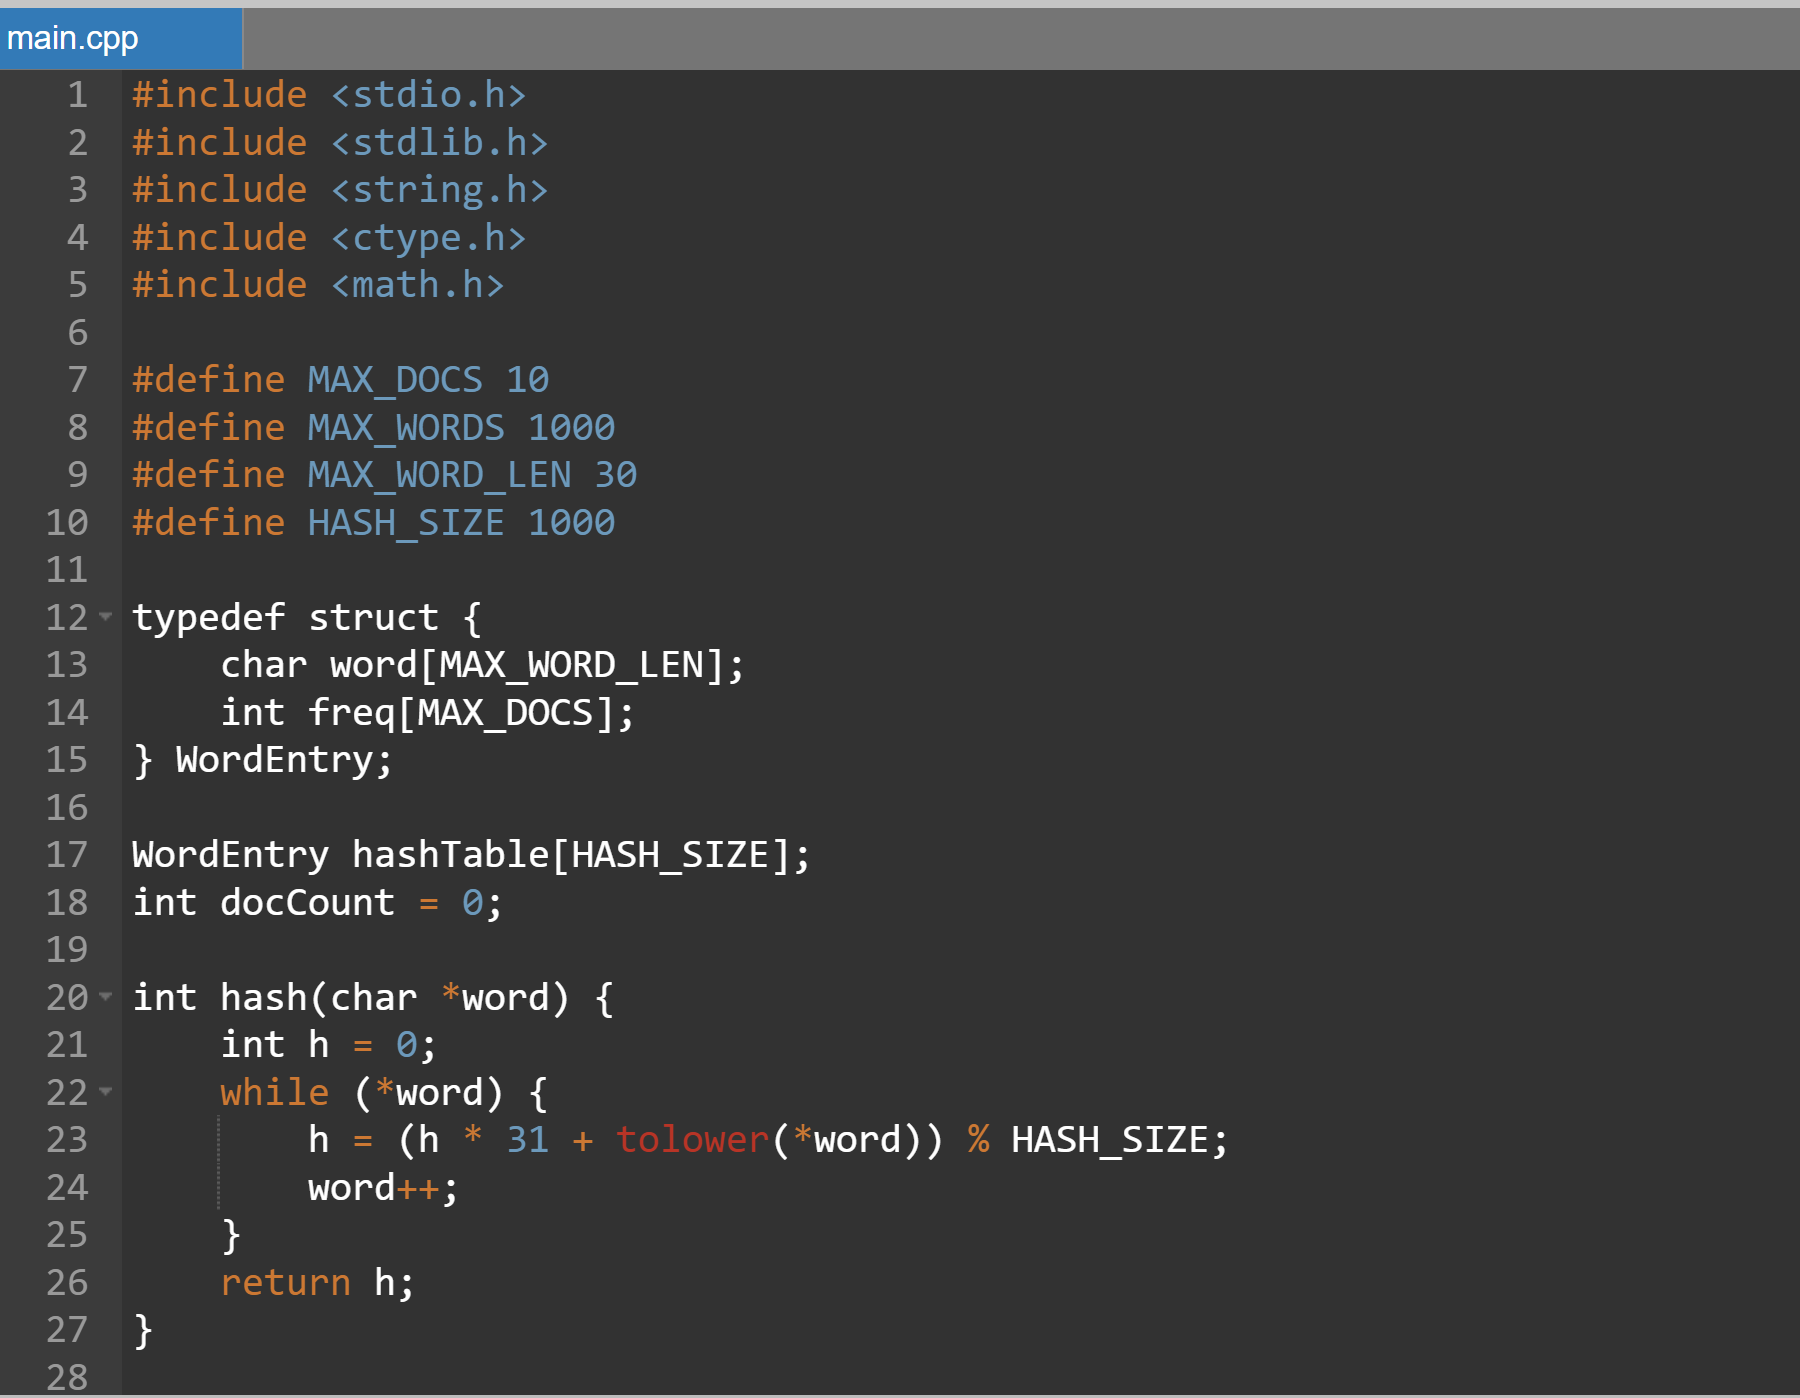 main.cpp
1 #include <stdio.h>
2 #include <stdlib.h>
3 #include <string.h>
4 #include <ctype.h>
5 #include <math.h>
6
7 #define MAX_DOCS 10
8 #define MAX_WORDS 1000
9 #define MAX_WORD_LEN 30
10 #define HASH_SIZE 1000
11
12 typedef struct {
13     char word[MAX_WORD_LEN];
14     int freq[MAX_DOCS];
15 } WordEntry;
16
17 WordEntry hashTable[HASH_SIZE];
18 int docCount = 0;
19
20 int hash(char *word) {
21     int h = 0;
22     while (*word) {
23         h = (h * 31 + tolower(*word)) % HASH_SIZE;
24         word++;
25     }
26     return h;
27 }
28